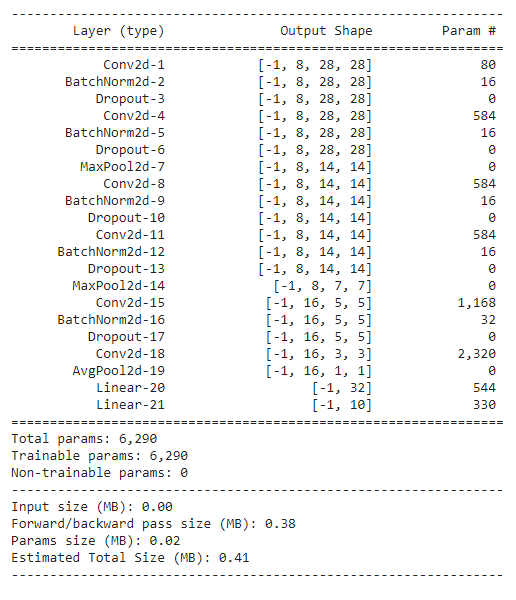 ----------------------------------------------------------------
        Layer (type)               Output Shape         Param #
================================================================
            Conv2d-1            [-1, 8, 28, 28]              80
       BatchNorm2d-2            [-1, 8, 28, 28]              16
           Dropout-3            [-1, 8, 28, 28]               0
            Conv2d-4            [-1, 8, 28, 28]             584
       BatchNorm2d-5            [-1, 8, 28, 28]              16
           Dropout-6            [-1, 8, 28, 28]               0
         MaxPool2d-7            [-1, 8, 14, 14]               0
            Conv2d-8            [-1, 8, 14, 14]             584
       BatchNorm2d-9            [-1, 8, 14, 14]              16
          Dropout-10            [-1, 8, 14, 14]               0
           Conv2d-11            [-1, 8, 14, 14]             584
      BatchNorm2d-12            [-1, 8, 14, 14]              16
          Dropout-13            [-1, 8, 14, 14]               0
        MaxPool2d-14              [-1, 8, 7, 7]               0
           Conv2d-15             [-1, 16, 5, 5]           1,168
      BatchNorm2d-16             [-1, 16, 5, 5]              32
          Dropout-17             [-1, 16, 5, 5]               0
           Conv2d-18             [-1, 16, 3, 3]           2,320
        AvgPool2d-19             [-1, 16, 1, 1]               0
           Linear-20                   [-1, 32]             544
           Linear-21                   [-1, 10]             330
================================================================
Total params: 6,290
Trainable params: 6,290
Non-trainable params: 0
----------------------------------------------------------------
Input size (MB): 0.00
Forward/backward pass size (MB): 0.38
Params size (MB): 0.02
Estimated Total Size (MB): 0.41
----------------------------------------------------------------